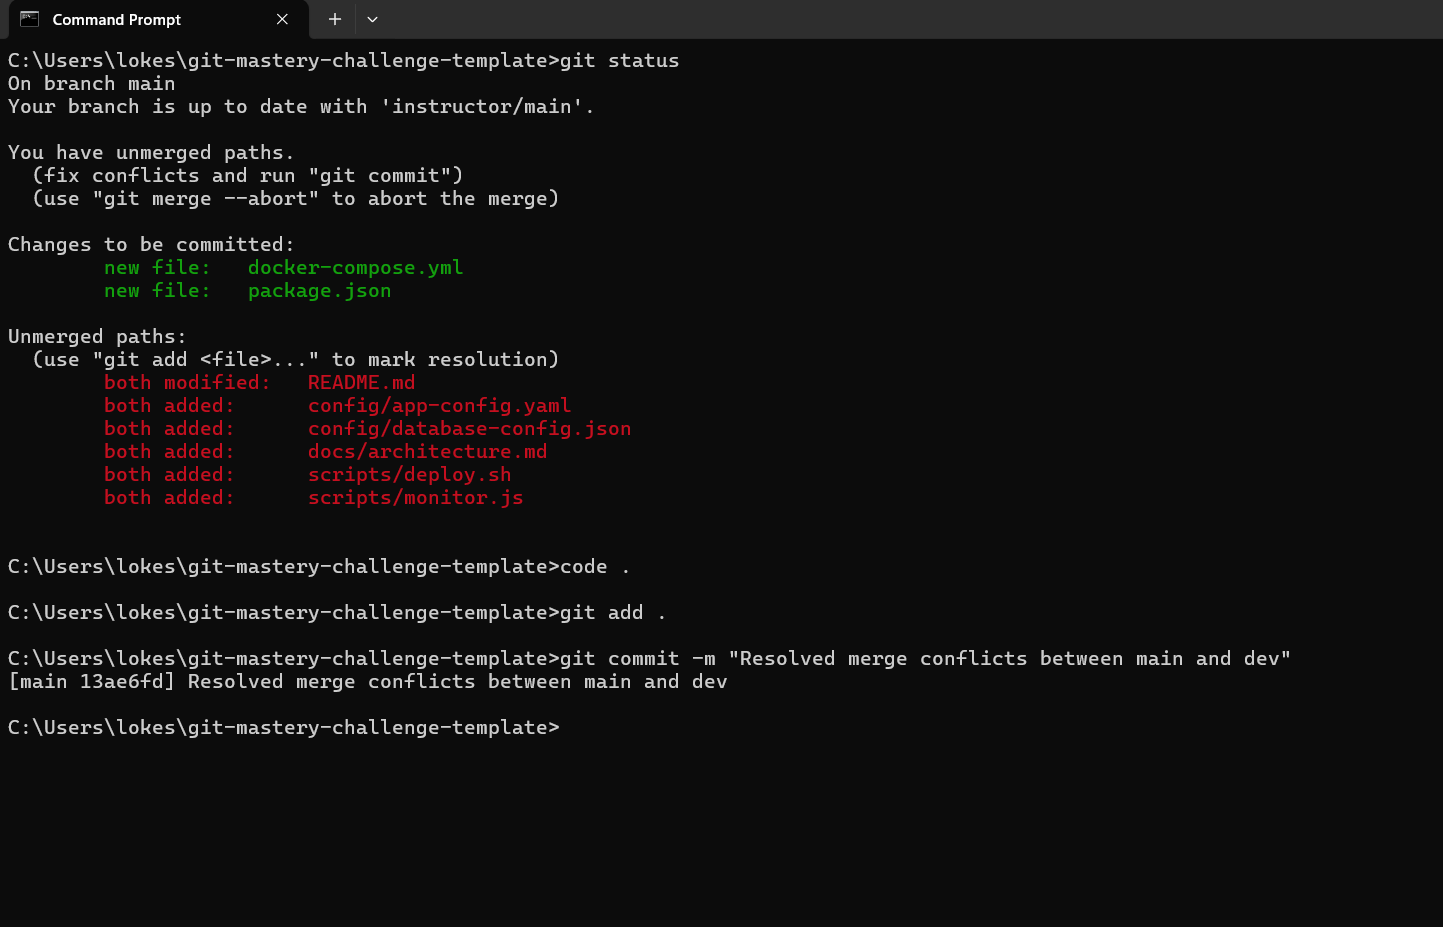 Command Prompt
C:\Users\lokes\git-mastery-challenge-template>git status
On branch main
Your branch is up to date with 'instructor/main'.
You have unmerged paths.
(fix conflicts and run "git commit")
(use "git merge --abort" to abort the merge)
Changes to be committed:
new file:   docker-compose.yml
new file:   package.json
Unmerged paths:
(use "git add <file>..." to mark resolution)
both modified:   README.md
both added:      config/app-config.yaml
both added:      config/database-config.json
both added:      docs/architecture.md
both added:      scripts/deploy.sh
both added:      scripts/monitor.js
C:\Users\lokes\git-mastery-challenge-template>code .
C:\Users\lokes\git-mastery-challenge-template>git add .
C:\Users\lokes\git-mastery-challenge-template>git commit -m "Resolved merge conflicts between main and dev"
[main 13ae6fd] Resolved merge conflicts between main and dev
C:\Users\lokes\git-mastery-challenge-template>